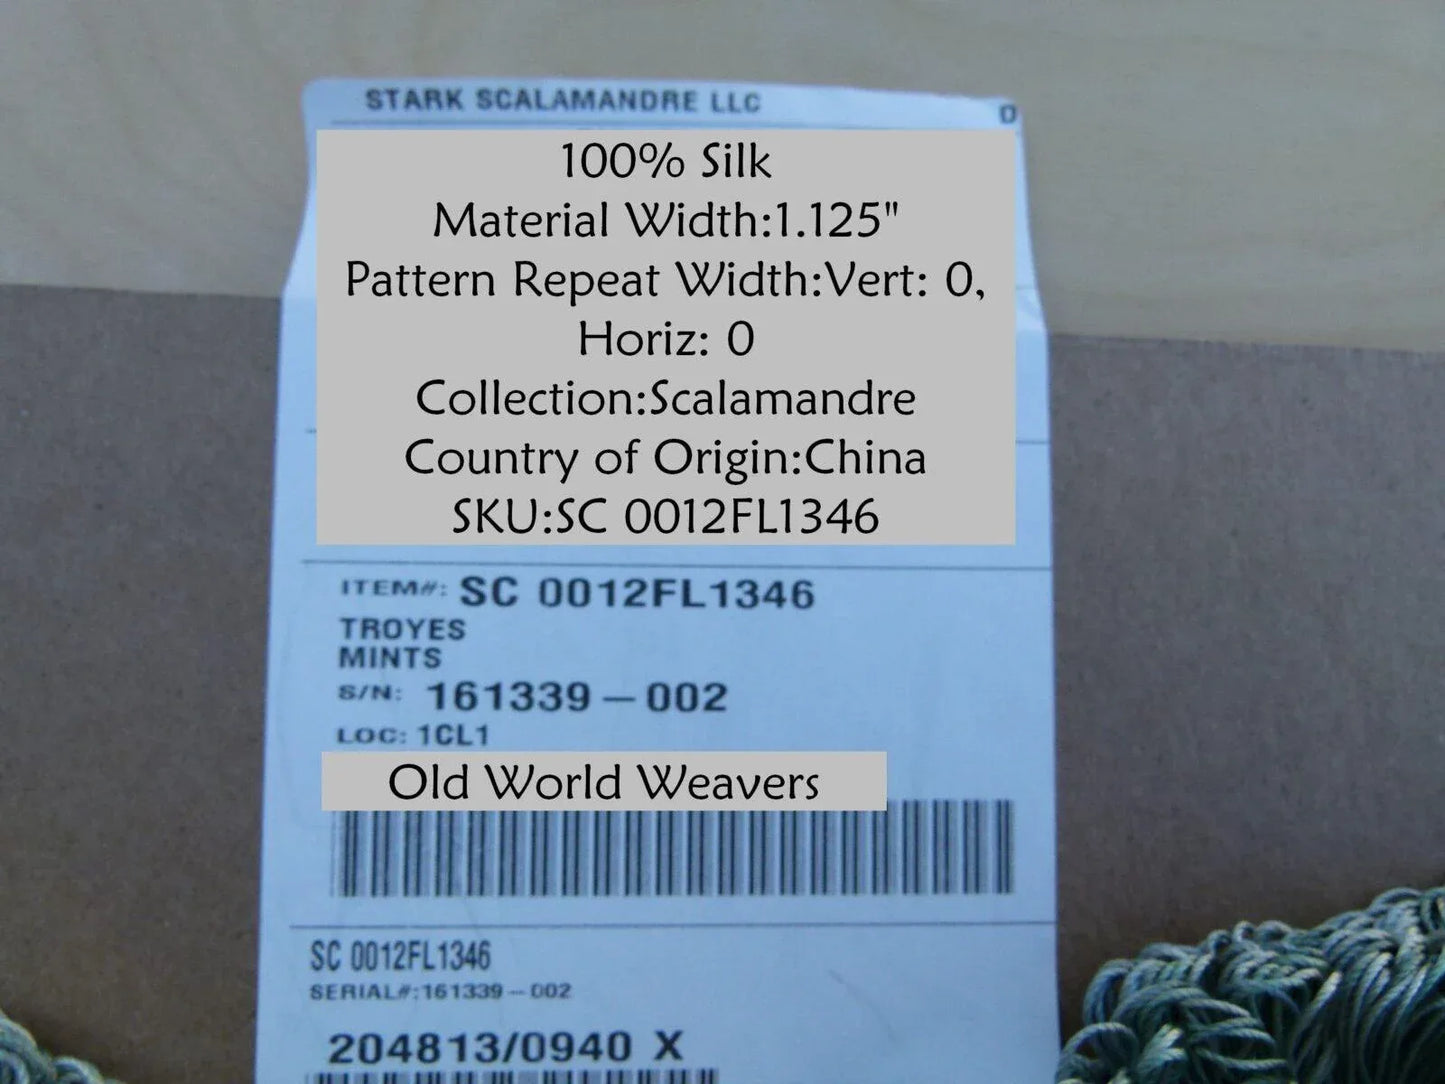 STARK SCALAMANDRE LLC
D
100% Silk
Material Width:1.125"
Pattern Repeat Width:Vert: 0,
Horiz: 0
Collection:Scalamandre
Country of Origin:China
SKU:SC 0012FL1346
ITEM#: SC 0012FL1346
TROYES
MINTS
S/N: 161339-002
LOC: 1CL1
Old World Weavers
SC 0012FL1346
SERIAL#:161339-002
204813/0940 X